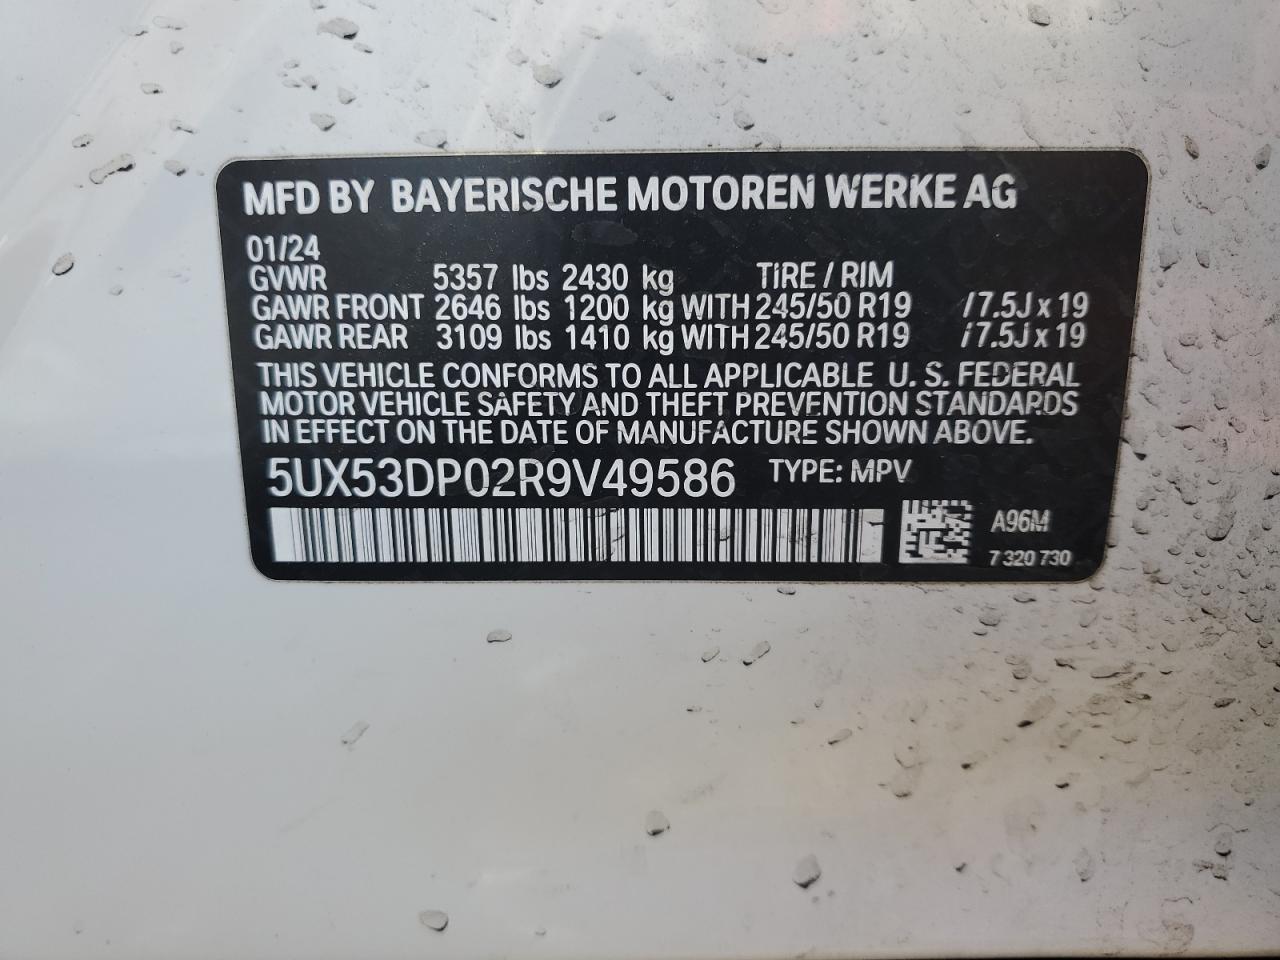 MFD BY BAYERISCHE MOTOREN WERKE AG
01/24
GVWR 5357 lbs 2430 kg TIRE / RIM
GAWR FRONT 2646 lbs 1200 kg WITH 245/50 R19 /7.5J x 19
GAWR REAR 3109 lbs 1410 kg WITH 245/50 R19 /7.5J x 19
THIS VEHICLE CONFORMS TO ALL APPLICABLE U. S. FEDERAL
MOTOR VEHICLE SAFETY AND THEFT PREVENTION STANDARDS
IN EFFECT ON THE DATE OF MANUFACTURE SHOWN ABOVE.
5UX53DP02R9V49586 TYPE: MPV
A96M
7 320 730